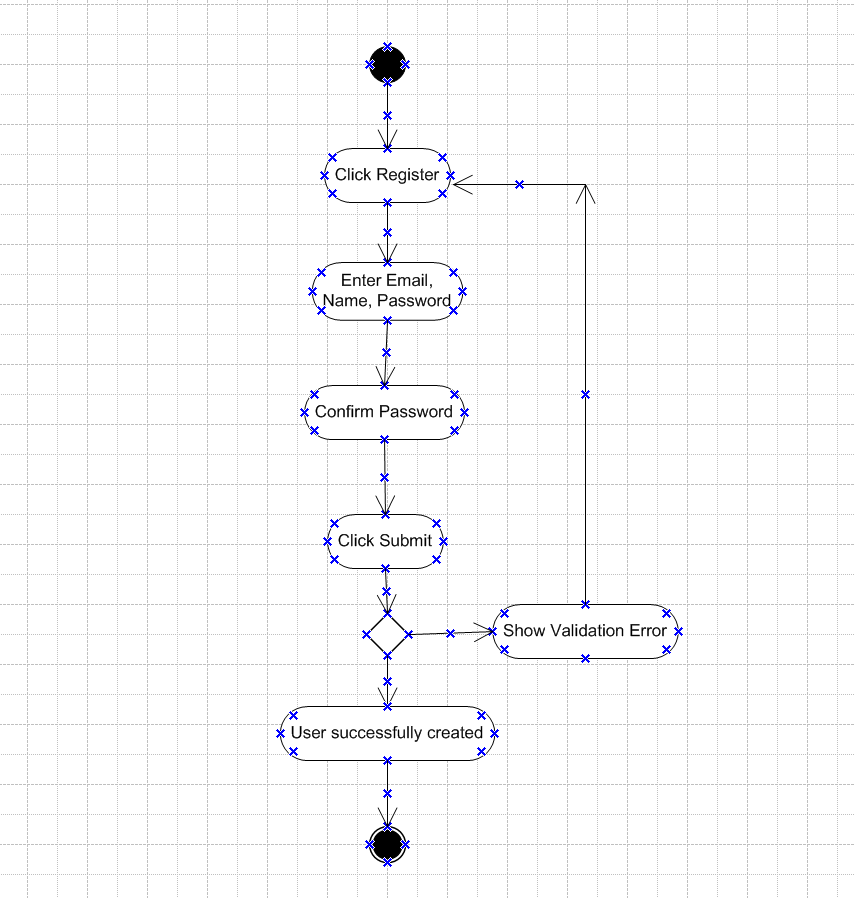 Click Register
Enter Email,
Name, Password
Confirm Password
Click Submit
Show Validation Error
User successfully created